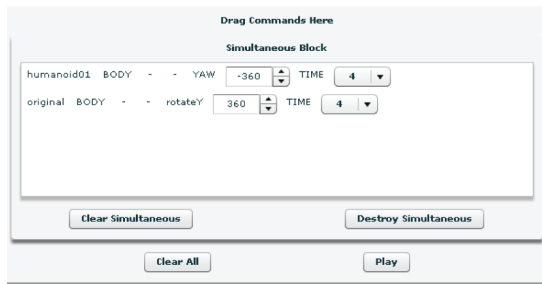 Drag Commands Here
Simultaneous Block
humanoid01 BODY - - YAW -360 TIME 4
original BODY - - rotateY 360 TIME 4
Clear Simultaneous Destroy Simultaneous
Clear All Play